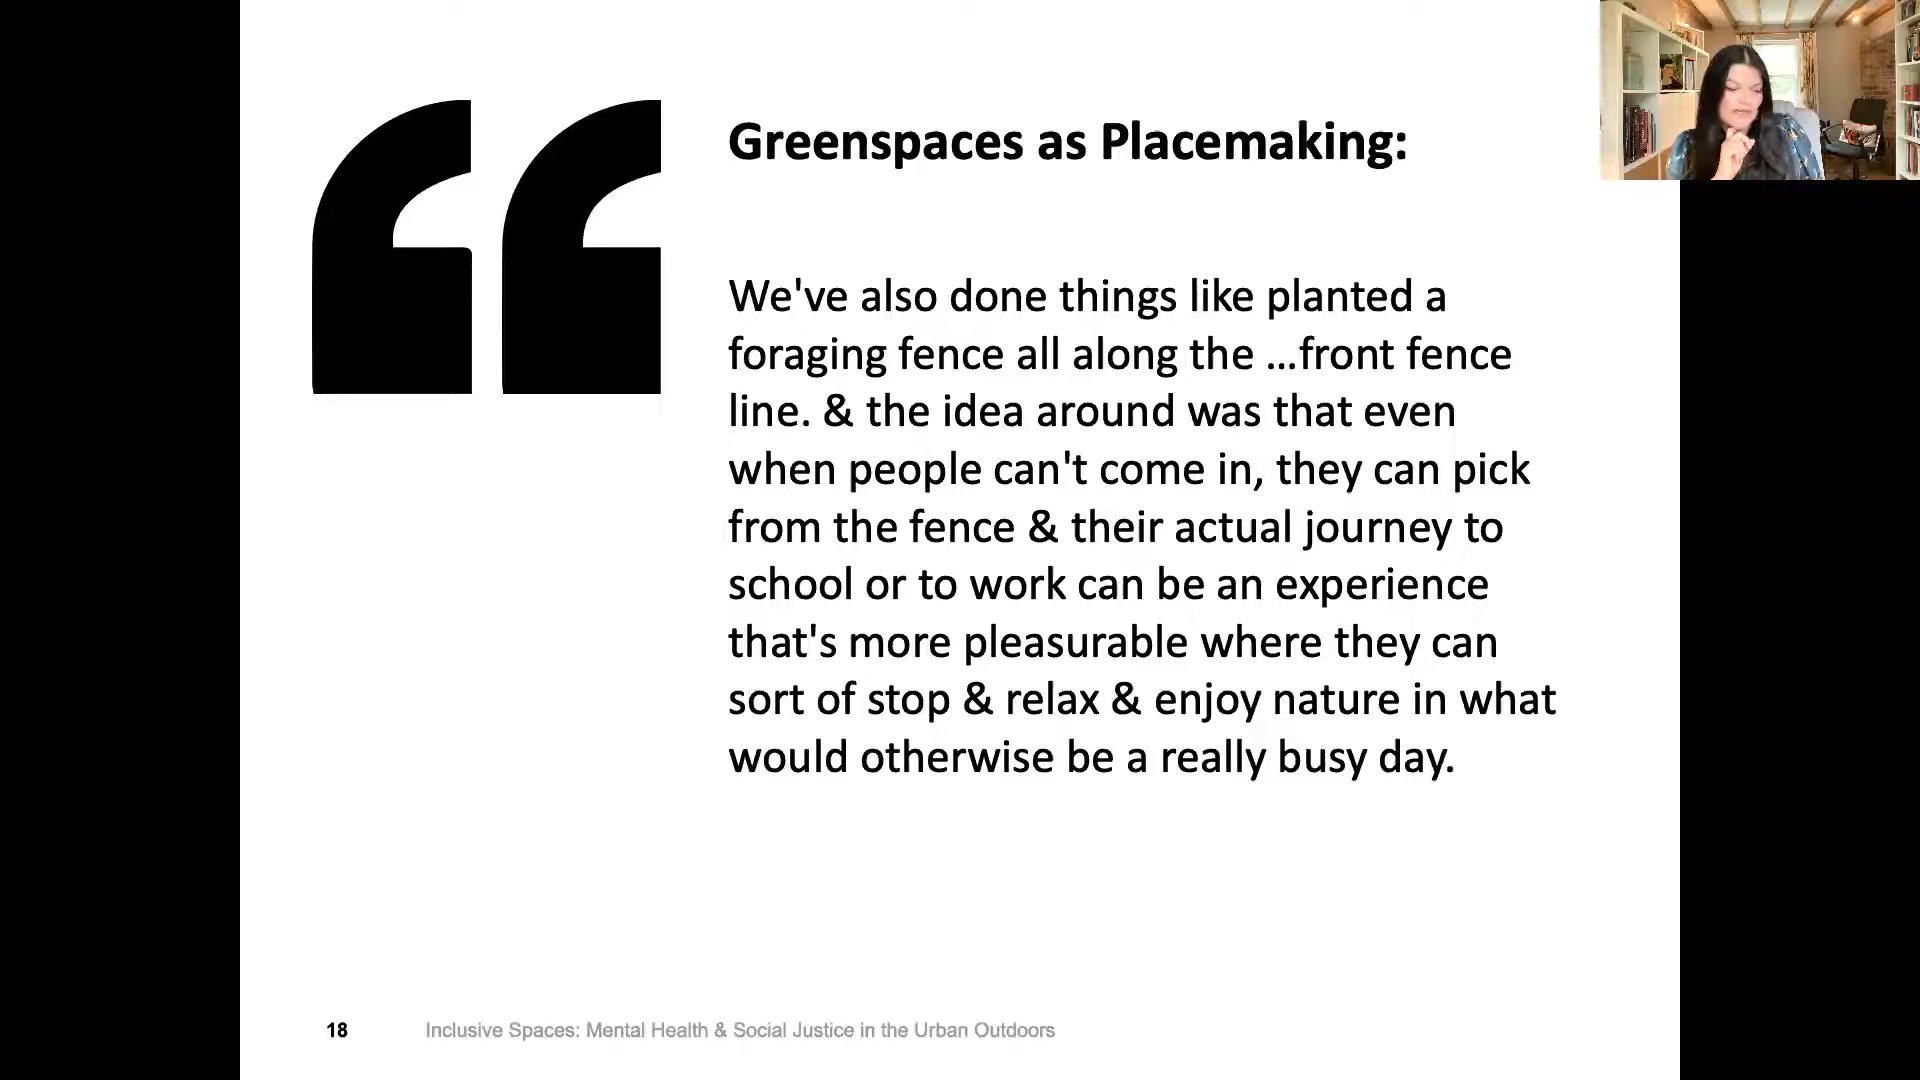 Greenspaces as Placemaking:
We've also done things like planted a
foraging fence all along the ...front fence
line. & the idea around was that even
when people can't come in, they can pick
from the fence & their actual journey to
school or to work can be an experience
that's more pleasurable where they can
sort of stop & relax & enjoy nature in what
would otherwise be a really busy day.
18 Inclusive Spaces: Mental Health & Social Justice in the Urban Outdoors